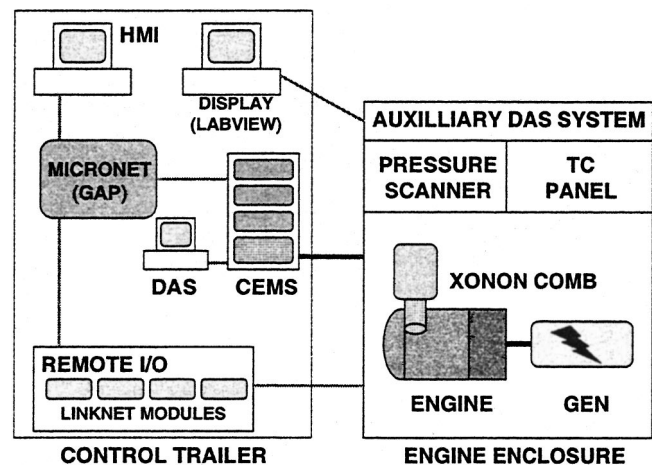 HMI
DISPLAY
(LABVIEW)
MICRONET
(GAP)
DAS
CEMS
REMOTE I/O
LINKNET MODULES
CONTROL TRAILER
AUXILLIARY DAS SYSTEM
PRESSURE
SCANNER
TC
PANEL
XONON COMB
ENGINE
GEN
ENGINE ENCLOSURE